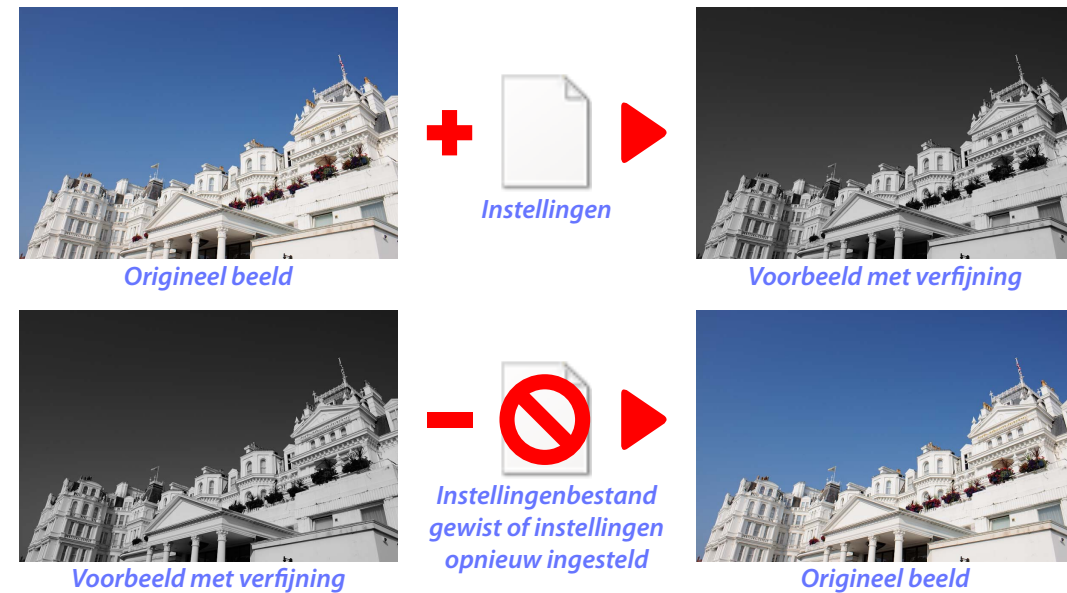 Instellingen
Origineel beeld
Voorbeeld met verfijning
Instellingenbestand
gewist of instellingen
opnieuw ingesteld
Voorbeeld met verfijning
Origineel beeld